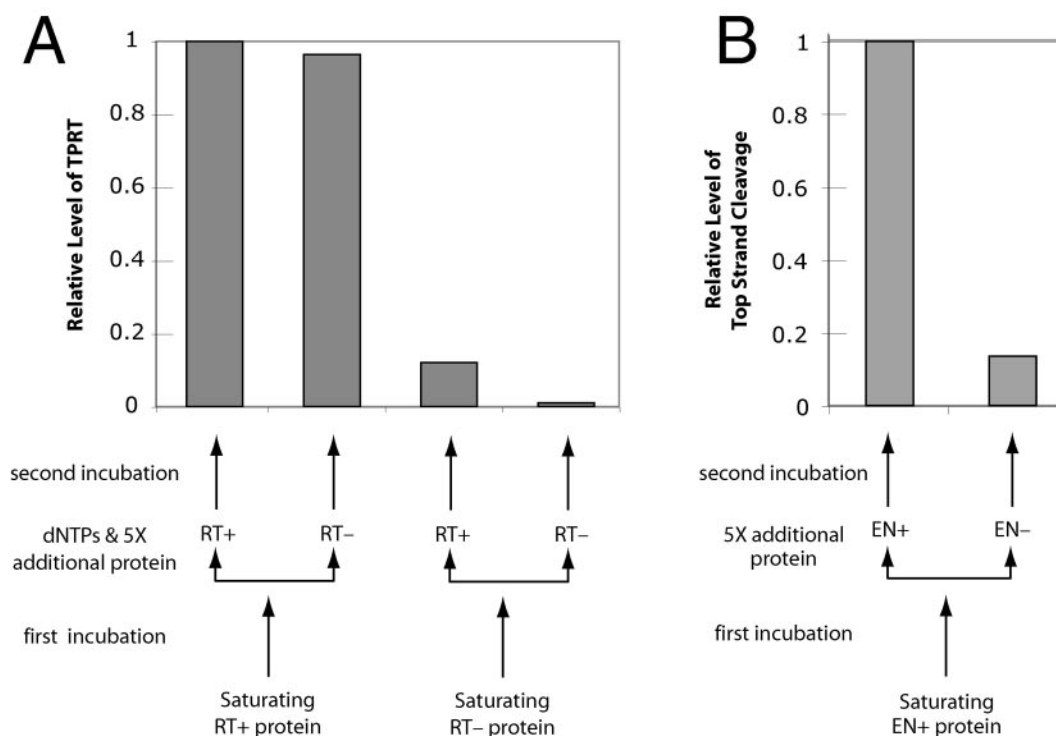 A
Relative Level of TPRT
1
0.8
0.6
0.4
0.2
0
second incubation
dNTPs & 5X
additional protein
RT+
RT–
RT+
RT–
first incubation
Saturating
RT+ protein
Saturating
RT– protein
B
Relative Level of
Top Strand Cleavage
1
0.8
0.6
0.4
0.2
0
second incubation
5X additional
protein
EN+
EN–
first incubation
Saturating
EN+ protein